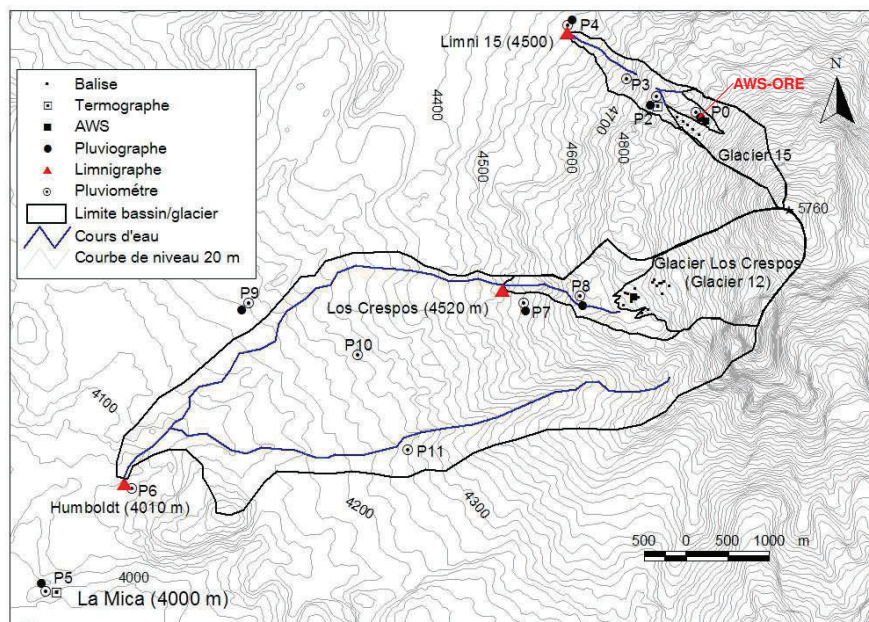 P4
Limni 15 (4500)
N
P3
AWS-ORE
P2
P0
4400
4700
4500
4600
4800
Glacier 15
Balise
Termographe
AWS
Pluviographe
Limnigraphe
Pluviométre
Limite bassin/glacier
Cours d'eau
Courbe de niveau 20 m
5760
Glacier Los Crespos
(Glacier 12)
P9
P8
Los Crespos (4520 m)
P7
P10
4100
P11
P6
Humboldt (4010 m)
4200
4300
500 0 500 1000 m
P5
4000
La Mica (4000 m)